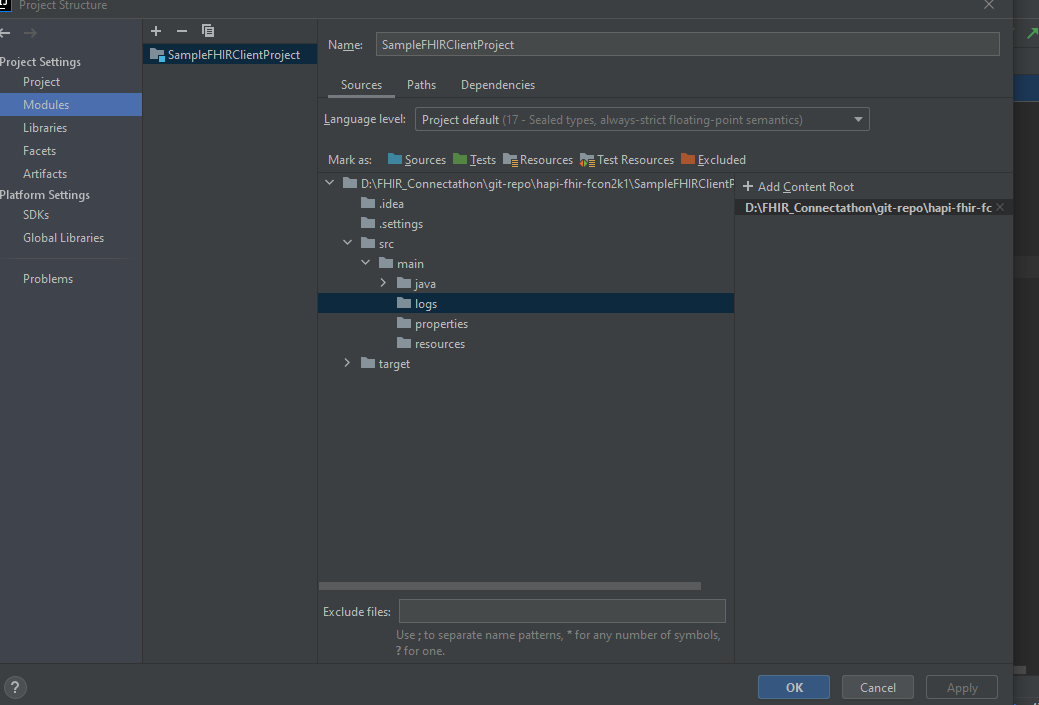 Project Structure
Project Settings
Project
Modules
Libraries
Facets
Artifacts
Platform Settings
SDKs
Global Libraries
Problems
SampleFHIRClientProject
Name: SampleFHIRClientProject
Sources Paths Dependencies
Language level: Project default (17 - Sealed types, always-strict floating-point semantics)
Mark as: Sources Tests Resources Test Resources Excluded
D:\FHIR_Connectathon\git-repo\hapi-fhir-fcon2k1\SampleFHIRClientP
.idea
.settings
src
main
java
logs
properties
resources
target
+ Add Content Root
D:\FHIR_Connectathon\git-repo\hapi-fhir-fc
Exclude files:
Use ; to separate name patterns, * for any number of symbols,
? for one.
?
OK Cancel Apply